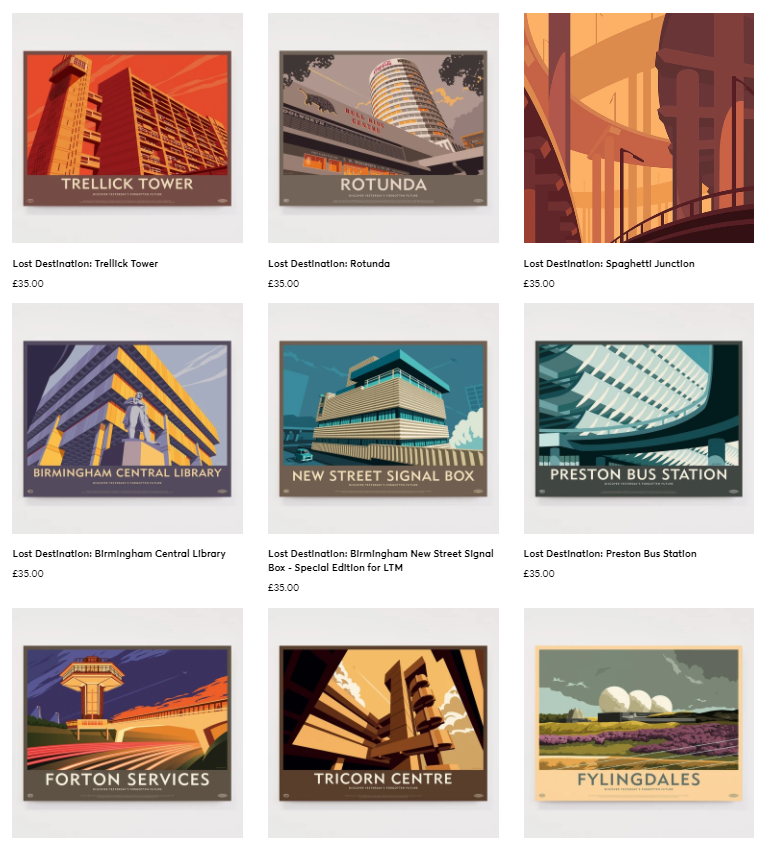 TRELLICK TOWER
ROTUNDA
Lost Destination: Trellick Tower
Lost Destination: Rotunda
Lost Destination: Spaghetti Junction
£35.00
£35.00
£35.00
BIRMINGHAM CENTRAL LIBRARY
NEW STREET SIGNAL BOX
PRESTON BUS STATION
Lost Destination: Birmingham Central Library
Lost Destination: Birmingham New Street Signal
Box - Special Edition for LTM
Lost Destination: Preston Bus Station
£35.00
£35.00
£35.00
FORTON SERVICES
TRICORN CENTRE
FYLINGDALES